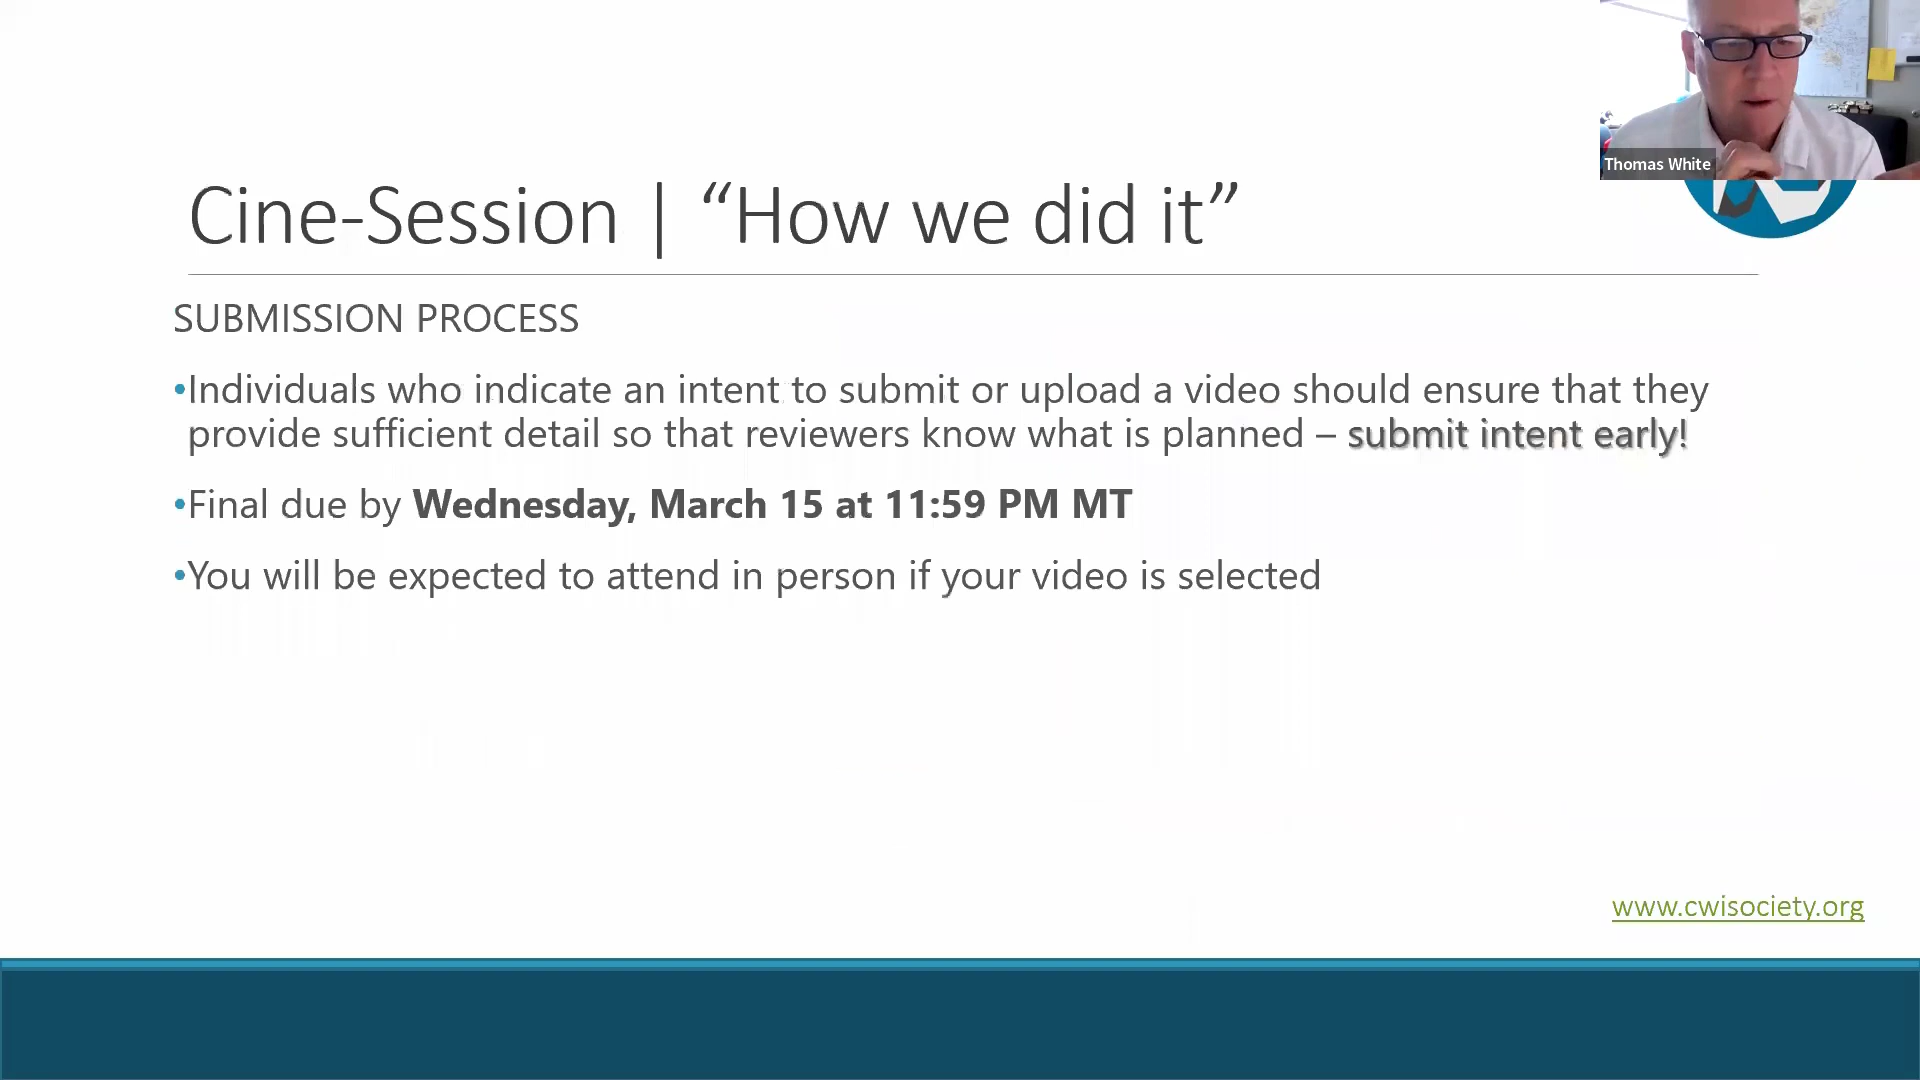 Thomas White
Cine-Session | “How we did it”
SUBMISSION PROCESS
•Individuals who indicate an intent to submit or upload a video should ensure that they
provide sufficient detail so that reviewers know what is planned – submit intent early!
•Final due by Wednesday, March 15 at 11:59 PM MT
•You will be expected to attend in person if your video is selected
www.cwisociety.org